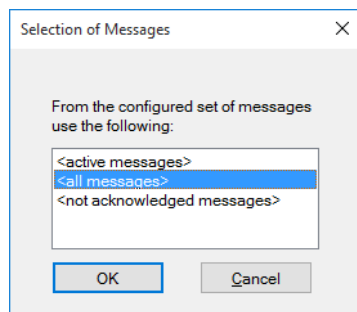 Selection of Messages
From the configured set of messages
use the following:
<active messages>
<all messages>
<not acknowledged messages>
OK
Cancel